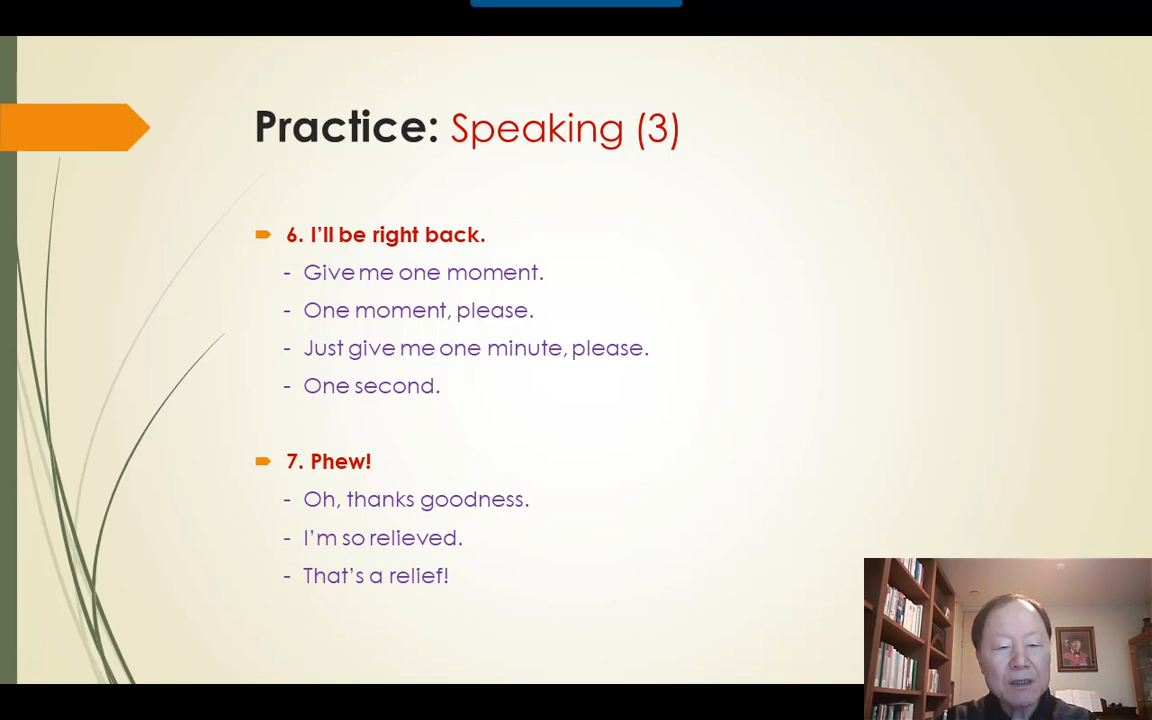 Practice: Speaking (3)
6. I'll be right back.
- Give me one moment.
- One moment, please.
- Just give me one minute, please.
- One second.
7. Phew!
- Oh, thanks goodness.
- I'm so relieved.
- That's a relief!